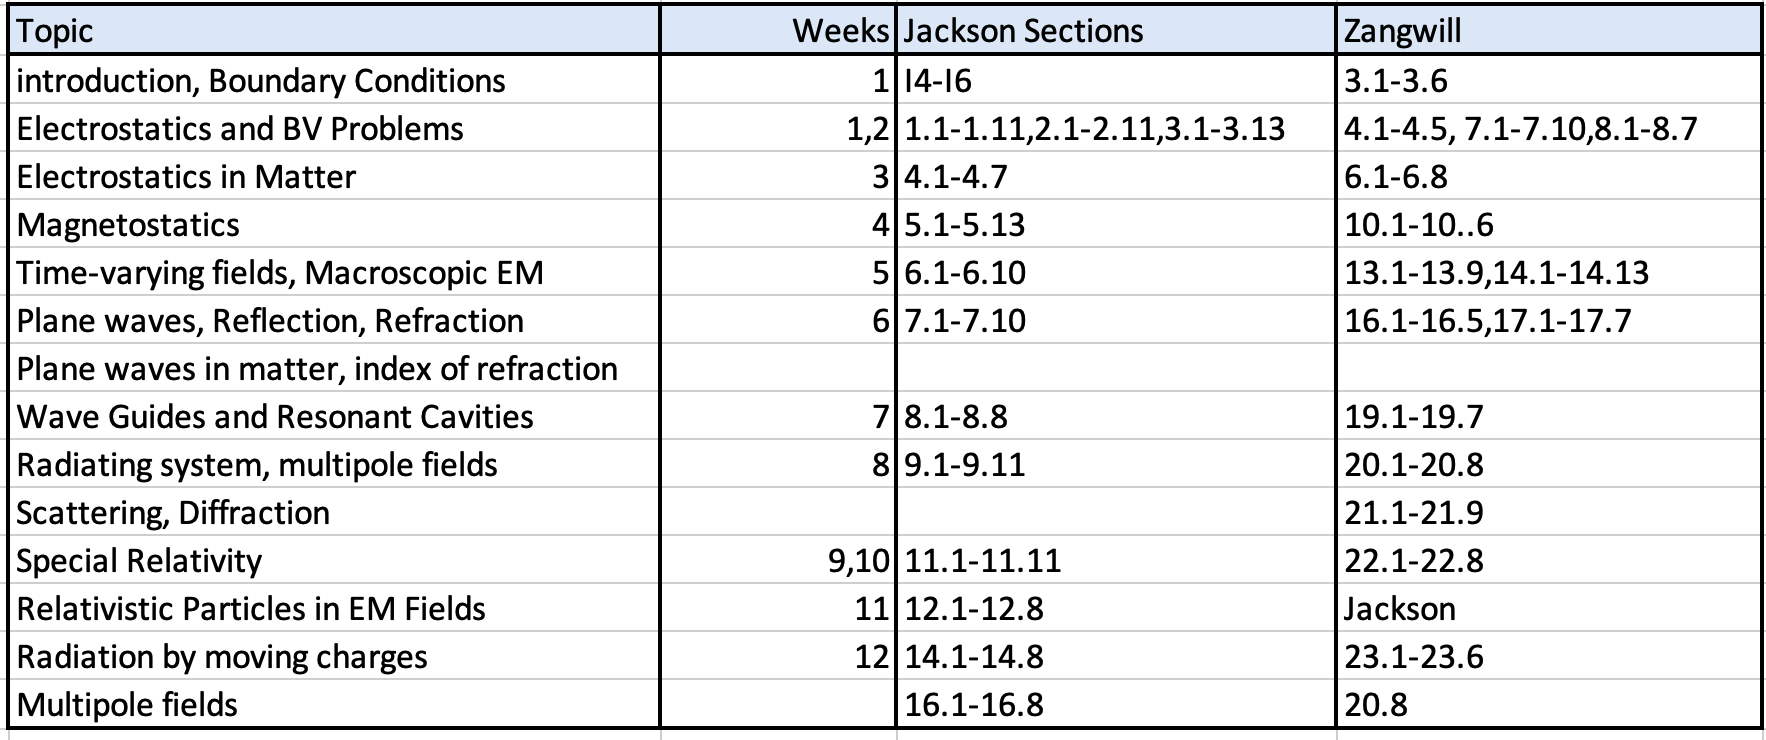 Topic Weeks Jackson Sections Zangwill
introduction, Boundary Conditions 1 I4-I6 3.1-3.6
Electrostatics and BV Problems 1,2 1.1-1.11,2.1-2.11,3.1-3.13 4.1-4.5, 7.1-7.10,8.1-8.7
Electrostatics in Matter 3 4.1-4.7 6.1-6.8
Magnetostatics 4 5.1-5.13 10.1-10..6
Time-varying fields, Macroscopic EM 5 6.1-6.10 13.1-13.9,14.1-14.13
Plane waves, Reflection, Refraction 6 7.1-7.10 16.1-16.5,17.1-17.7
Plane waves in matter, index of refraction
Wave Guides and Resonant Cavities 7 8.1-8.8 19.1-19.7
Radiating system, multipole fields 8 9.1-9.11 20.1-20.8
Scattering, Diffraction 21.1-21.9
Special Relativity 9,10 11.1-11.11 22.1-22.8
Relativistic Particles in EM Fields 11 12.1-12.8 Jackson
Radiation by moving charges 12 14.1-14.8 23.1-23.6
Multipole fields 16.1-16.8 20.8